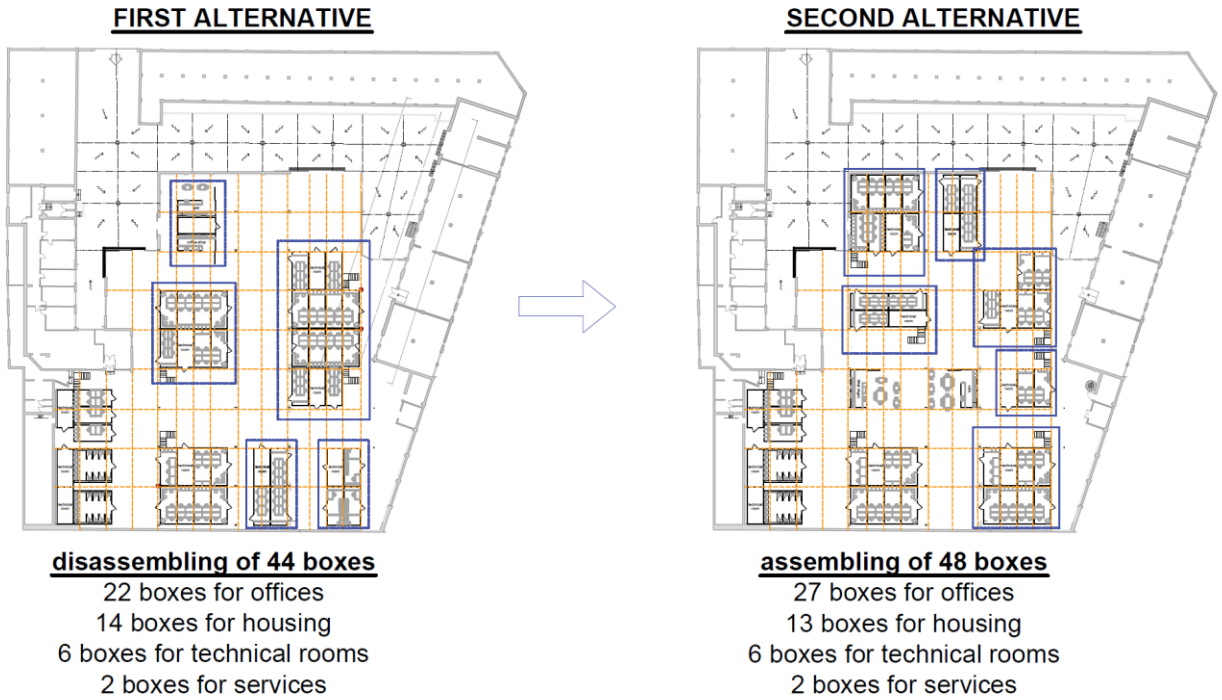 FIRST ALTERNATIVE
SECOND ALTERNATIVE
disassembling of 44 boxes
22 boxes for offices
14 boxes for housing
6 boxes for technical rooms
2 boxes for services
assembling of 48 boxes
27 boxes for offices
13 boxes for housing
6 boxes for technical rooms
2 boxes for services